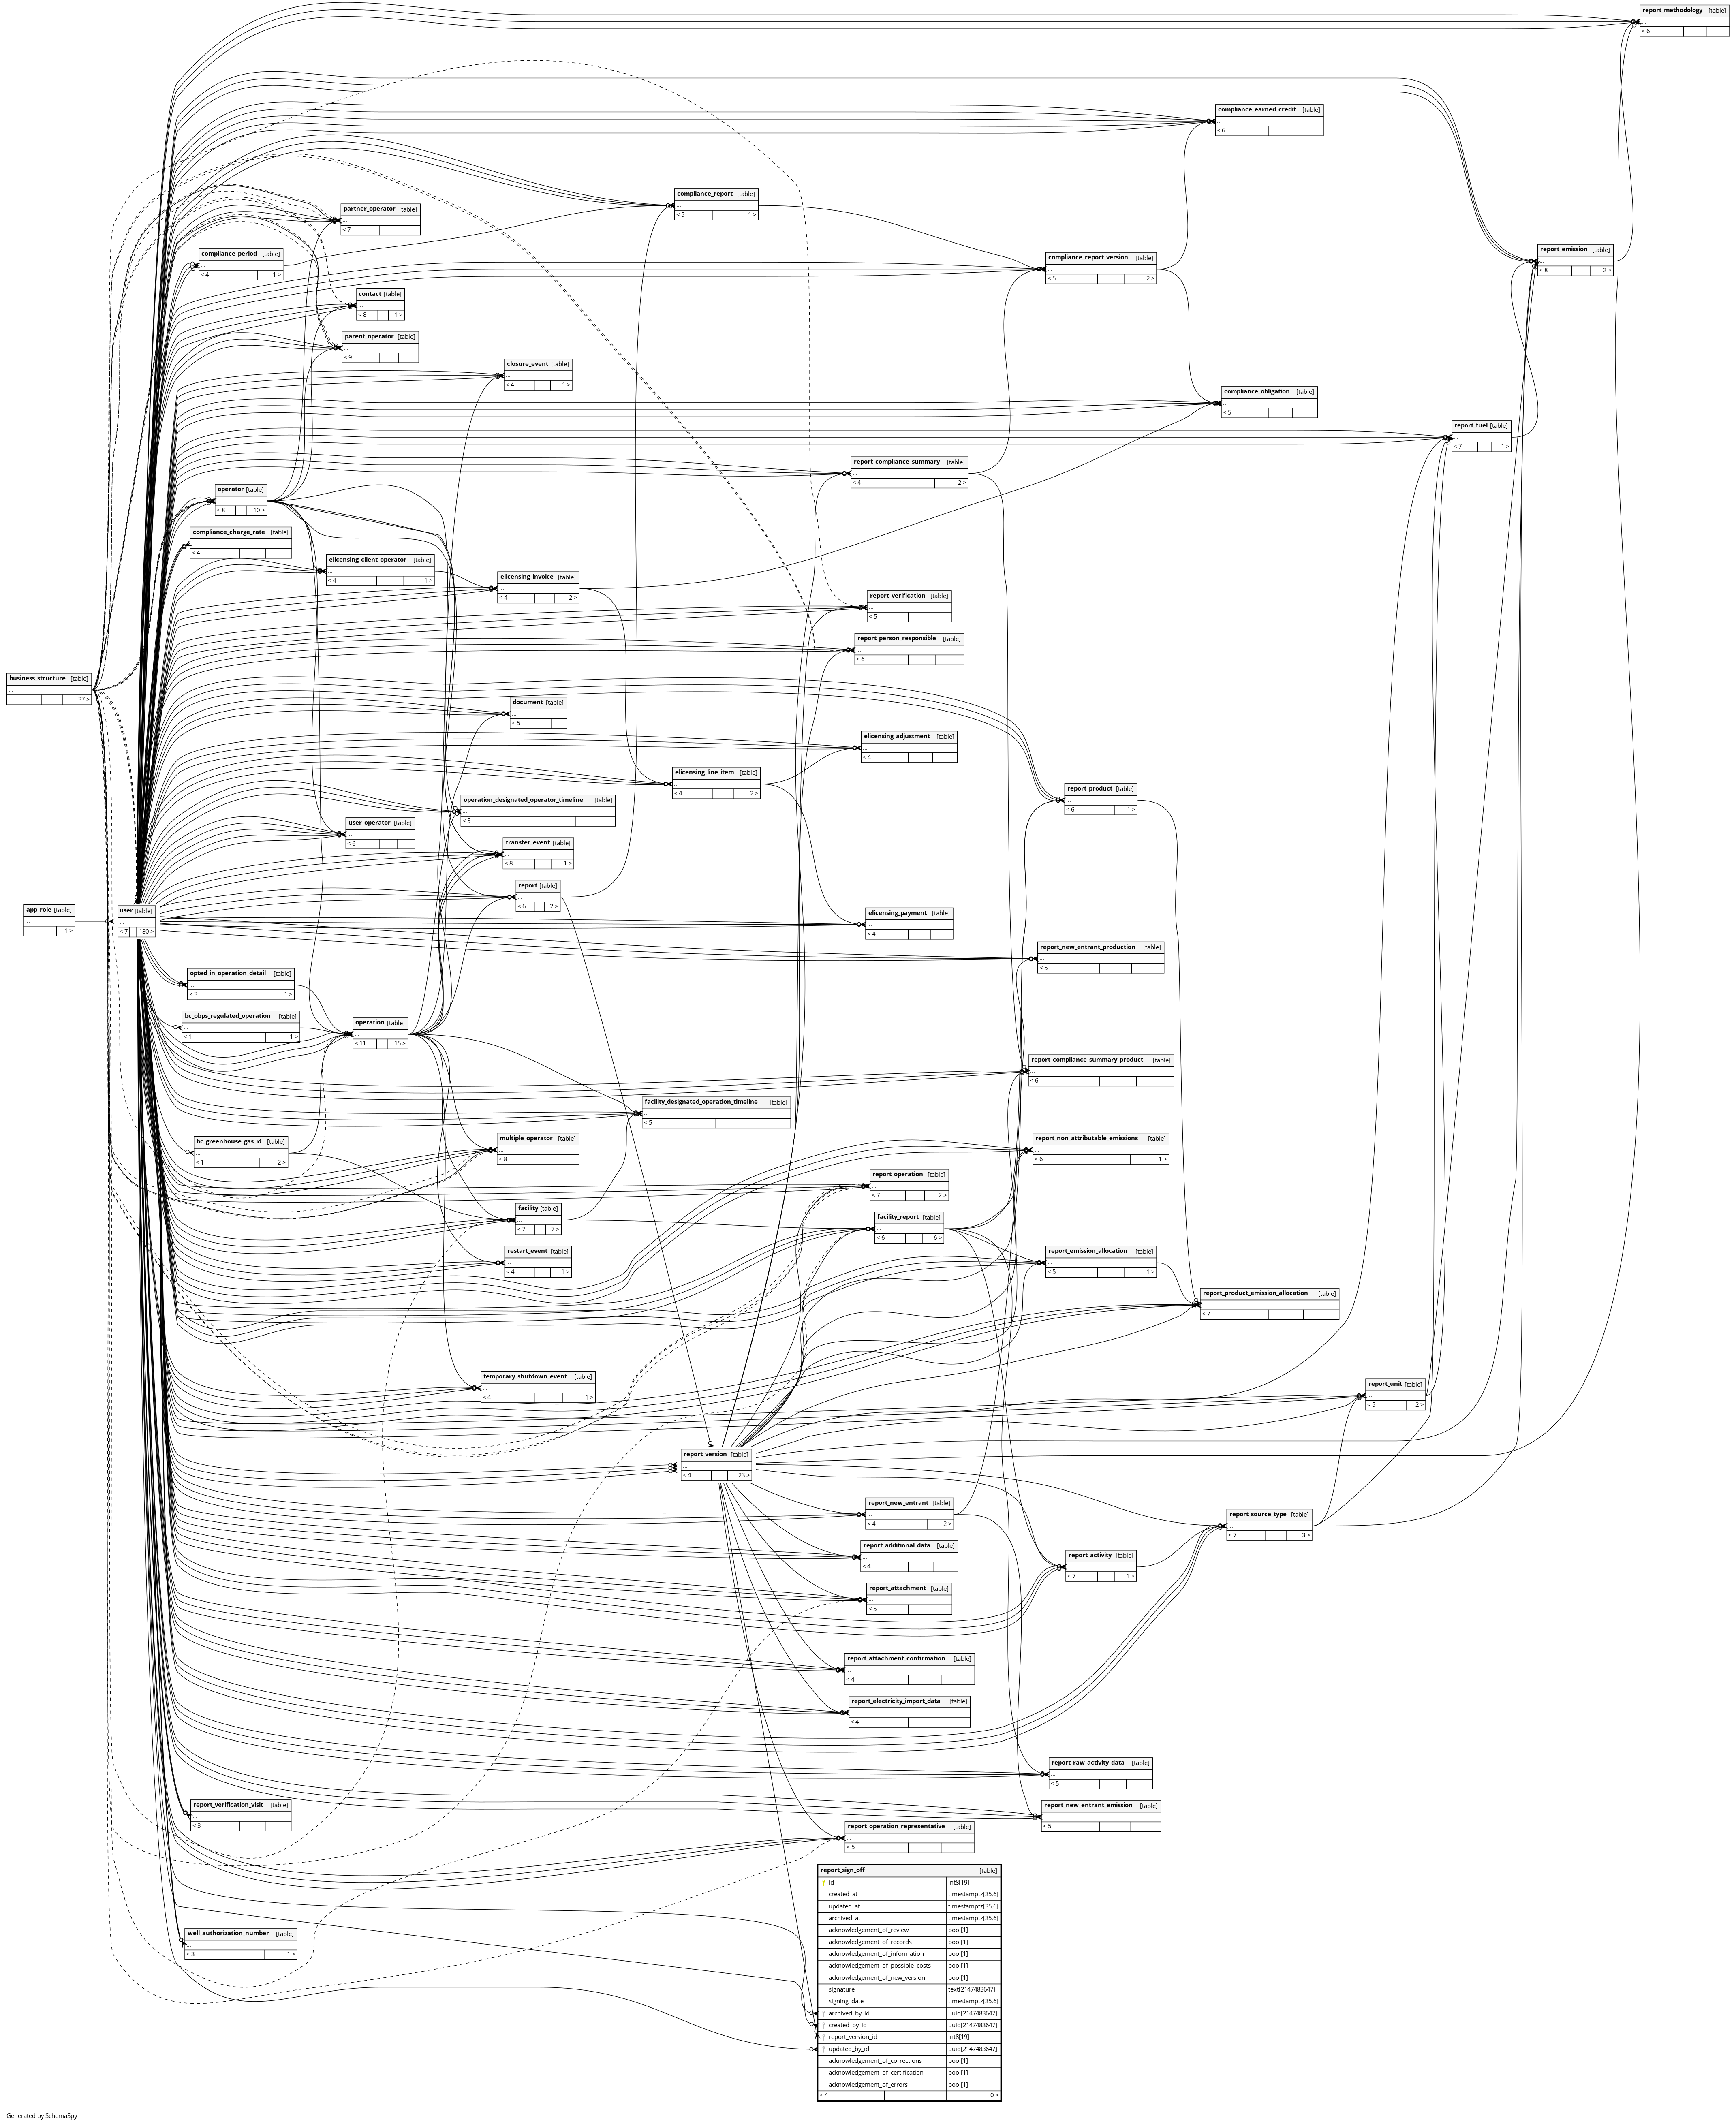 report_methodology [table]
...
< 6
compliance_earned_credit [table]
...
< 6
compliance_report [table]
...
< 5 1 >
partner_operator [table]
...
< 7
compliance_period [table]
...
< 4 1 >
report_emission [table]
...
< 8 2 >
compliance_report_version [table]
...
< 5 2 >
contact [table]
...
< 8 1 >
parent_operator [table]
...
< 9
closure_event [table]
...
< 4 1 >
compliance_obligation [table]
...
< 5
report_fuel [table]
...
< 7 1 >
report_compliance_summary [table]
...
< 4 2 >
operator [table]
...
< 8 10 >
compliance_charge_rate [table]
...
< 4
elicensing_client_operator [table]
...
< 4 1 >
elicensing_invoice [table]
...
< 4 2 >
report_verification [table]
...
< 5
report_person_responsible [table]
...
< 6
business_structure [table]
...
37 >
document [table]
...
< 5
elicensing_adjustment [table]
...
< 4
elicensing_line_item [table]
...
< 4 2 >
report_product [table]
...
< 6 1 >
operation_designated_operator_timeline [table]
...
< 5
user_operator [table]
...
< 6
transfer_event [table]
...
< 8 1 >
report [table]
...
< 6 2 >
app_role [table]
...
1 >
user [table]
...
< 7 180 >
elicensing_payment [table]
...
< 4
report_new_entrant_production [table]
...
< 5
opted_in_operation_detail [table]
...
< 3 1 >
bc_obps_regulated_operation [table]
...
< 1 1 >
operation [table]
...
< 11 15 >
report_compliance_summary_product [table]
...
< 6
facility_designated_operation_timeline [table]
...
< 5
bc_greenhouse_gas_id [table]
...
< 1 2 >
multiple_operator [table]
...
< 8
report_non_attributable_emissions [table]
...
< 6 1 >
report_operation [table]
...
< 7 2 >
facility [table]
...
< 7 7 >
facility_report [table]
...
< 6 6 >
restart_event [table]
...
< 4 1 >
report_emission_allocation [table]
...
< 5 1 >
report_product_emission_allocation [table]
...
< 7
temporary_shutdown_event [table]
...
< 4 1 >
report_unit [table]
...
< 5 2 >
report_version [table]
...
< 4 23 >
report_new_entrant [table]
...
< 4 2 >
report_source_type [table]
...
< 7 3 >
report_additional_data [table]
...
< 4
report_activity [table]
...
< 7 1 >
report_attachment [table]
...
< 5
report_attachment_confirmation [table]
...
< 4
report_electricity_import_data [table]
...
< 4
report_raw_activity_data [table]
...
< 5
report_verification_visit [table]
...
< 3
report_new_entrant_emission [table]
...
< 5
report_operation_representative [table]
...
< 5
well_authorization_number [table]
...
< 3 1 >
report_sign_off [table]
id int8[19]
created_at timestamptz[35,6]
updated_at timestamptz[35,6]
archived_at timestamptz[35,6]
acknowledgement_of_review bool[1]
acknowledgement_of_records bool[1]
acknowledgement_of_information bool[1]
acknowledgement_of_possible_costs bool[1]
acknowledgement_of_new_version bool[1]
signature text[2147483647]
signing_date timestamptz[35,6]
archived_by_id uuid[2147483647]
created_by_id uuid[2147483647]
report_version_id int8[19]
updated_by_id uuid[2147483647]
acknowledgement_of_corrections bool[1]
acknowledgement_of_certification bool[1]
acknowledgement_of_errors bool[1]
< 4 0 >
Generated by SchemaSpy